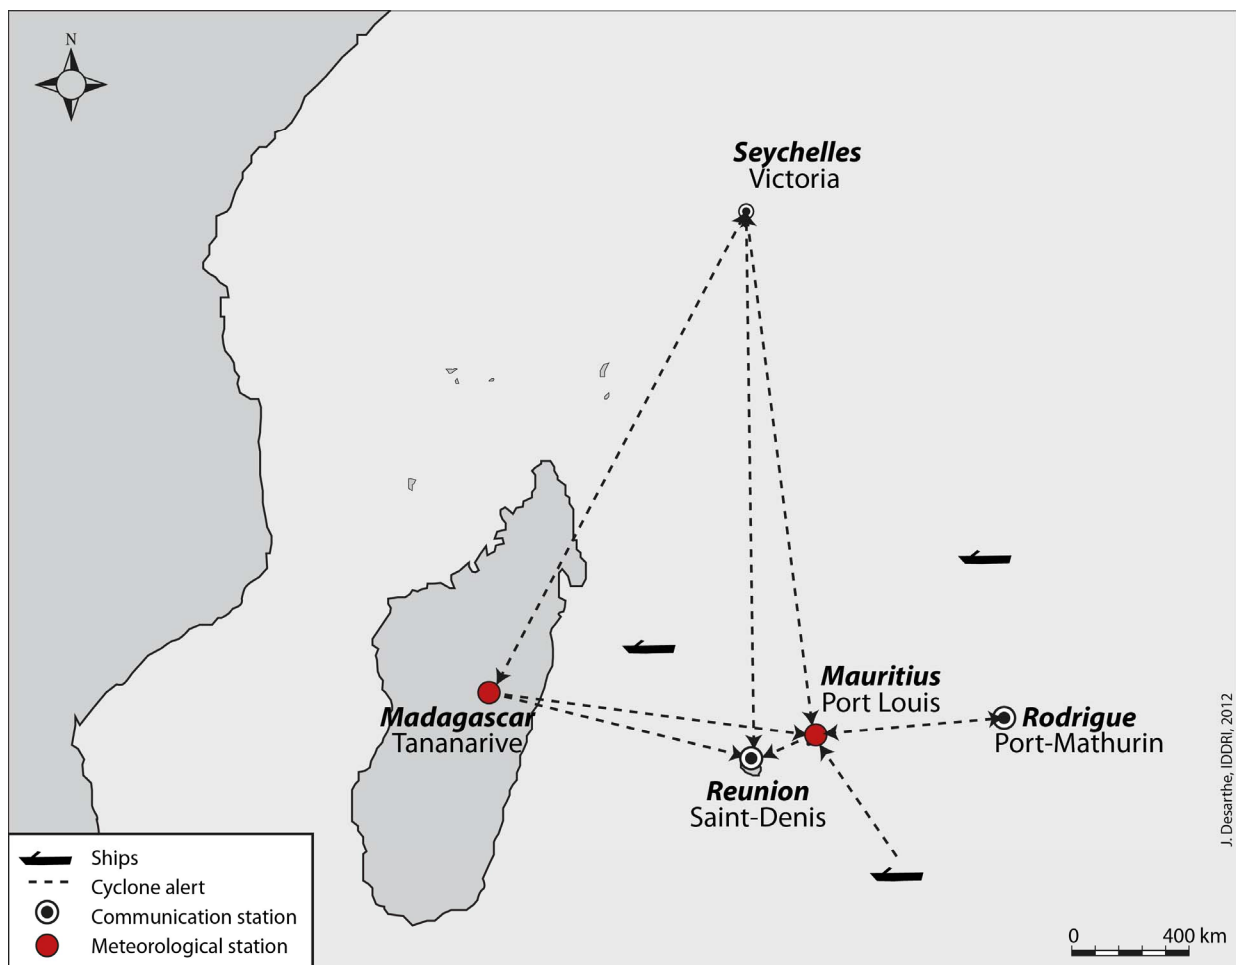 N
Seychelles
Victoria
Mauritius
Port Louis
Madagascar
Tananarive
Rodrigue
Port-Mathurin
Reunion
Saint-Denis
Ships
Cyclone alert
Communication station
Meteorological station
0 400 km
J. Desarthe, IDDRI, 2012